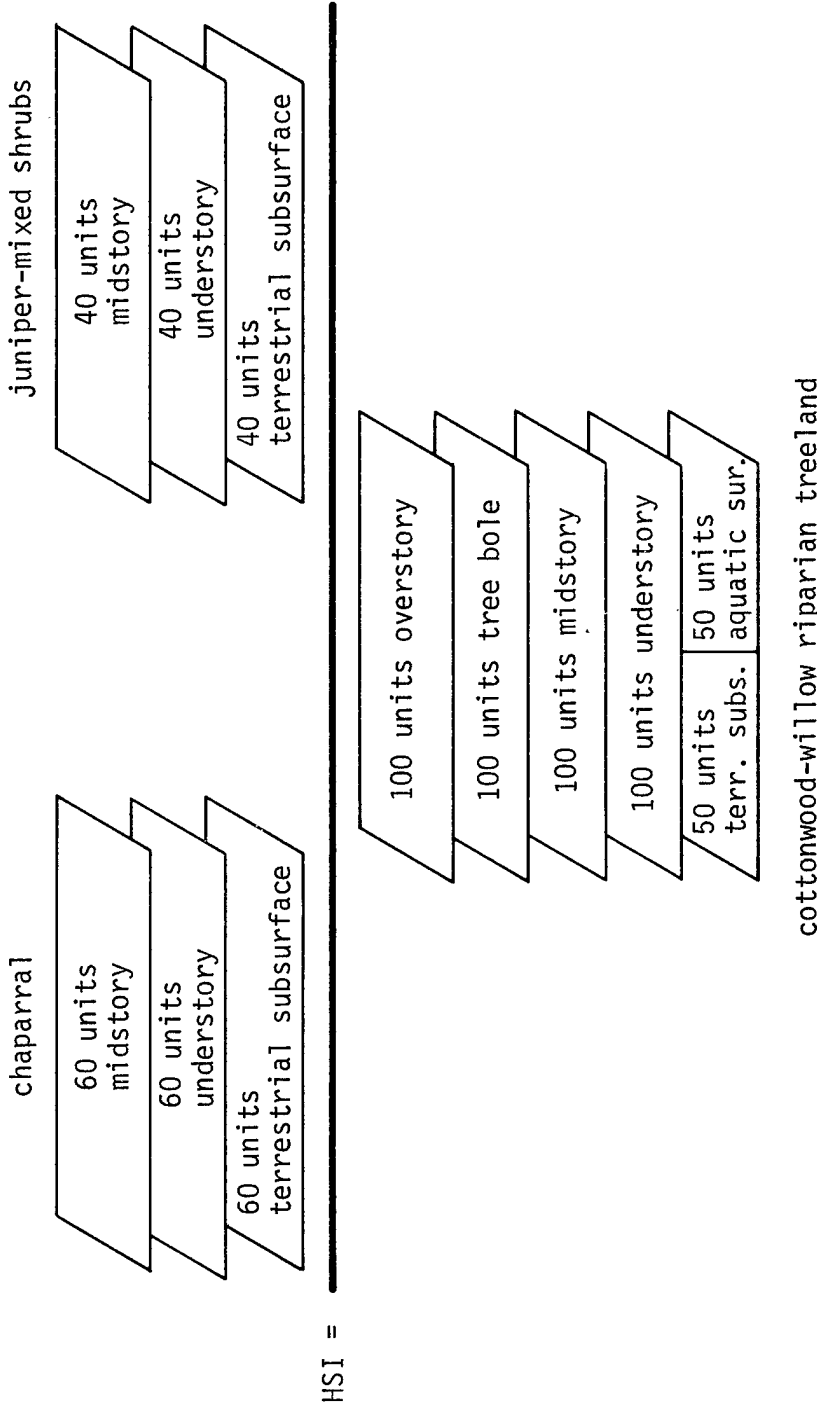 chaparral
60 units
midstory
60 units
understory
60 units
terrestrial subsurface
juniper-mixed shrubs
40 units
midstory
40 units
understory
40 units
terrestrial subsurface
HSI =
100 units overstory
100 units tree bole
100 units midstory
100 units understory
50 units
terr. subs.
50 units
aquatic sur.
cottonwood-willow riparian treeland